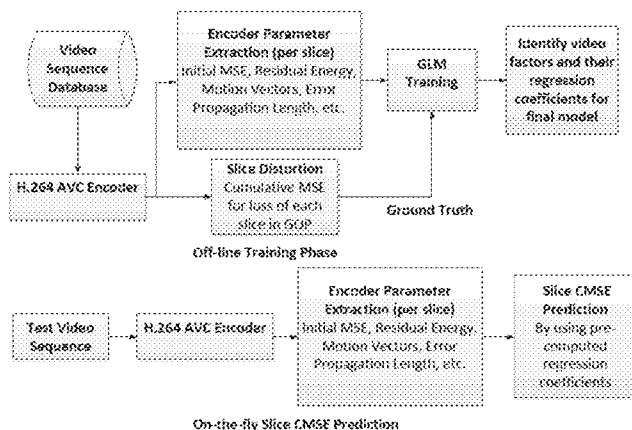 Video
Sequence
Database
Encoder Parameter
Extraction (per slice)
Initial MSE, Residual Energy,
Motion Vectors, Error
Propagation Length, etc.
GLM
Training
Identify video
factors and their
regression
coefficients for
final model
H.264 AVC Encoder
Slice Distortion
Cumulative MSE
for loss of each
slice in GOP
Ground Truth
Off-line Training Phase
Test Video
Sequence
H.264 AVC Encoder
Encoder Parameter
Extraction (per slice)
Initial MSE, Residual Energy,
Motion Vectors, Error
Propagation Length, etc.
Slice CMSE
Prediction
By using pre-
computed
regression
coefficients
On-the-fly Slice CMSE Prediction